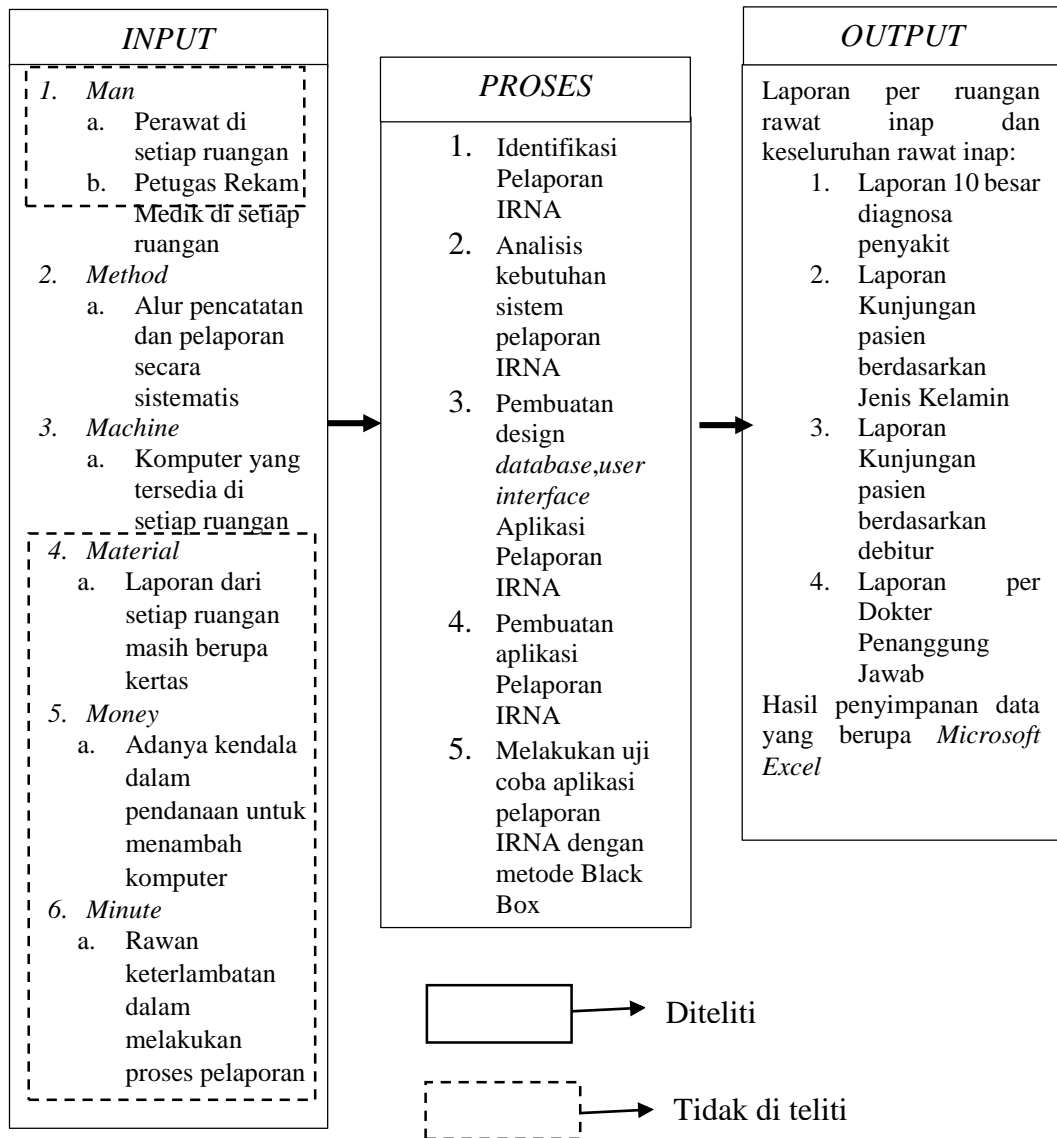 INPUT
1. Man
a. Perawat di
setiap ruangan
b. Petugas Rekam
Medik di setiap
ruangan
2. Method
a. Alur pencatatan
dan pelaporan
secara
sistematis
3. Machine
a. Komputer yang
tersedia di
setiap ruangan
4. Material
a. Laporan dari
setiap ruangan
masih berupa
kertas
5. Money
a. Adanya kendala
dalam
pendanaan untuk
menambah
komputer
6. Minute
a. Rawan
keterlambatan
dalam
melakukan
proses pelaporan
PROSES
1. Identifikasi
Pelaporan
IRNA
2. Analisis
kebutuhan
sistem
pelaporan
IRNA
3. Pembuatan
design
database,user
interface
Aplikasi
Pelaporan
IRNA
4. Pembuatan
aplikasi
Pelaporan
IRNA
5. Melakukan uji
coba aplikasi
pelaporan
IRNA dengan
metode Black
Box
OUTPUT
Laporan per ruangan
rawat inap dan
keseluruhan rawat inap:
1. Laporan 10 besar
diagnosa
penyakit
2. Laporan
Kunjungan
pasien
berdasarkan
Jenis Kelamin
3. Laporan
Kunjungan
pasien
berdasarkan
debitur
4. Laporan per
Dokter
Penanggung
Jawab
Hasil penyimpanan data
yang berupa Microsoft
Excel
Diteliti
Tidak di teliti